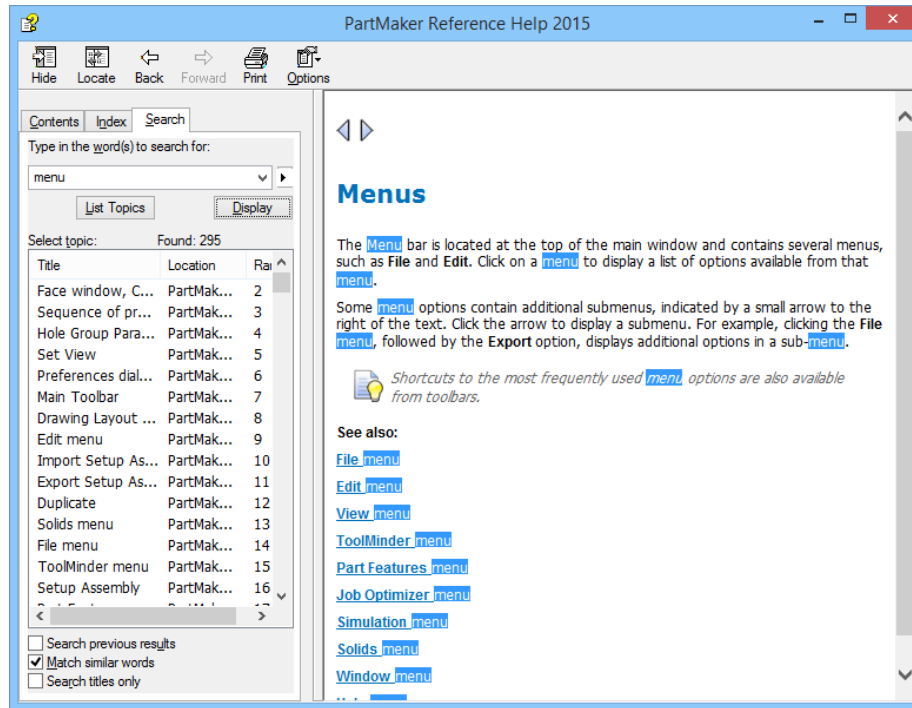 PartMaker Reference Help 2015
Hide Locate Back Forward Print Options
Contents Index Search
Type in the word(s) to search for:
menu
List Topics Display
Select topic: Found: 295
Title Location Ra
Face window, C... PartMak... 2
Sequence of pr... PartMak... 3
Hole Group Para... PartMak... 4
Set View PartMak... 5
Preferences dial... PartMak... 6
Main Toolbar PartMak... 7
Drawing Layout ... PartMak... 8
Edit menu PartMak... 9
Import Setup As... PartMak... 10
Export Setup As... PartMak... 11
Duplicate PartMak... 12
Solids menu PartMak... 13
File menu PartMak... 14
ToolMinder menu PartMak... 15
Setup Assembly PartMak... 16
Search previous results
Match similar words
Search titles only
Menus
The Menu bar is located at the top of the main window and contains several menus,
such as File and Edit. Click on a menu to display a list of options available from that
menu.
Some menu options contain additional submenus, indicated by a small arrow to the
right of the text. Click the arrow to display a submenu. For example, clicking the File
menu, followed by the Export option, displays additional options in a sub-menu.
Shortcuts to the most frequently used menu options are also available
from toolbars.
See also:
File menu
Edit menu
View menu
ToolMinder menu
Part Features menu
Job Optimizer menu
Simulation menu
Solids menu
Window menu